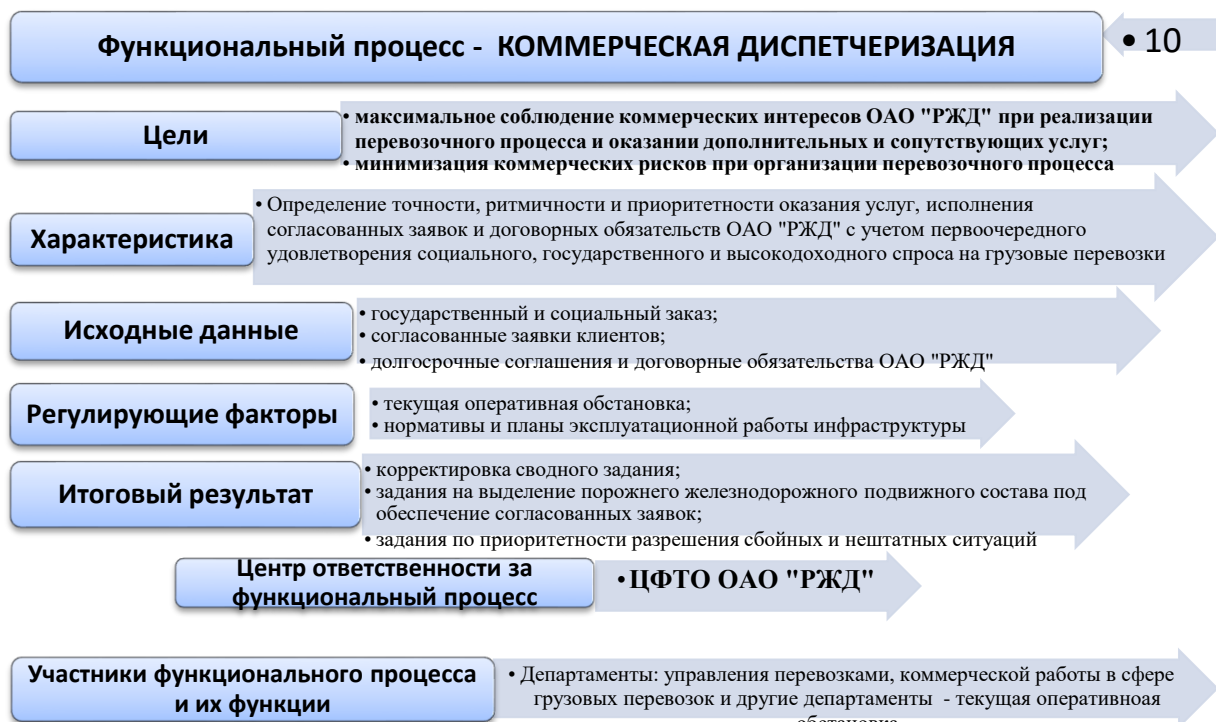 Функциональный процесс - КОММЕРЧЕСКАЯ ДИСПЕТЧЕРИЗАЦИЯ
• 10
Цели
• максимальное соблюдение коммерческих интересов ОАО "РЖД" при реализации
перевозочного процесса и оказании дополнительных и сопутствующих услуг;
• минимизация коммерческих рисков при организации перевозочного процесса
Характеристика
• Определение точности, ритмичности и приоритетности оказания услуг, исполнения
согласованных заявок и договорных обязательств ОАО "РЖД" с учетом первоочередного
удовлетворения социального, государственного и высокодоходного спроса на грузовые перевозки
Исходные данные
• государственный и социальный заказ;
• согласованные заявки клиентов;
• долгосрочные соглашения и договорные обязательства ОАО "РЖД"
Регулирующие факторы
• текущая оперативная обстановка;
• нормативы и планы эксплуатационной работы инфраструктуры
Итоговый результат
• корректировка сводного задания;
• задания на выделение порожнего железнодорожного подвижного состава под
обеспечение согласованных заявок;
• задания по приоритетности разрешения сбойных и нештатных ситуаций
Центр ответственности за
функциональный процесс
• ЦФТО ОАО "РЖД"
Участники функционального процесса
и их функции
• Департаменты: управления перевозками, коммерческой работы в сфере
грузовых перевозок и другие департаменты - текущая оперативноая